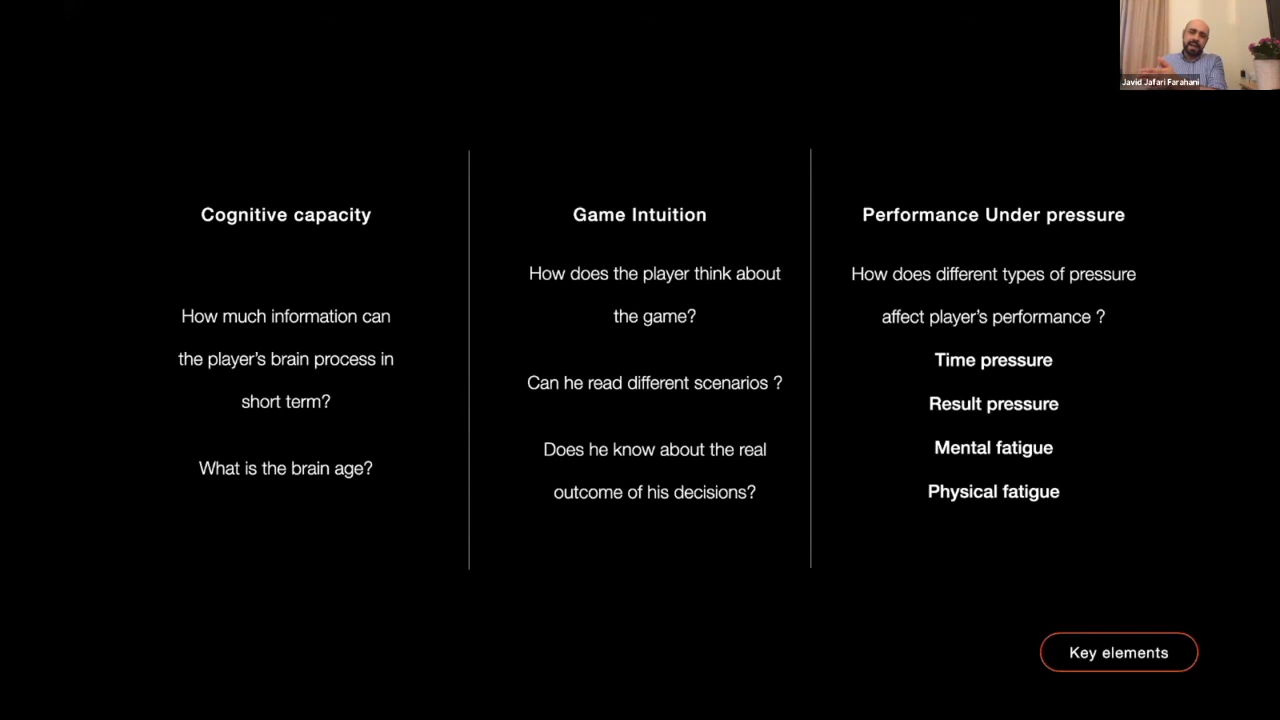 Javid Jafari Farahani
Cognitive capacity
How much information can
the player's brain process in
short term?
What is the brain age?
Game Intuition
How does the player think about
the game?
Can he read different scenarios ?
Does he know about the real
outcome of his decisions?
Performance Under pressure
How does different types of pressure
affect player's performance ?
Time pressure
Result pressure
Mental fatigue
Physical fatigue
Key elements